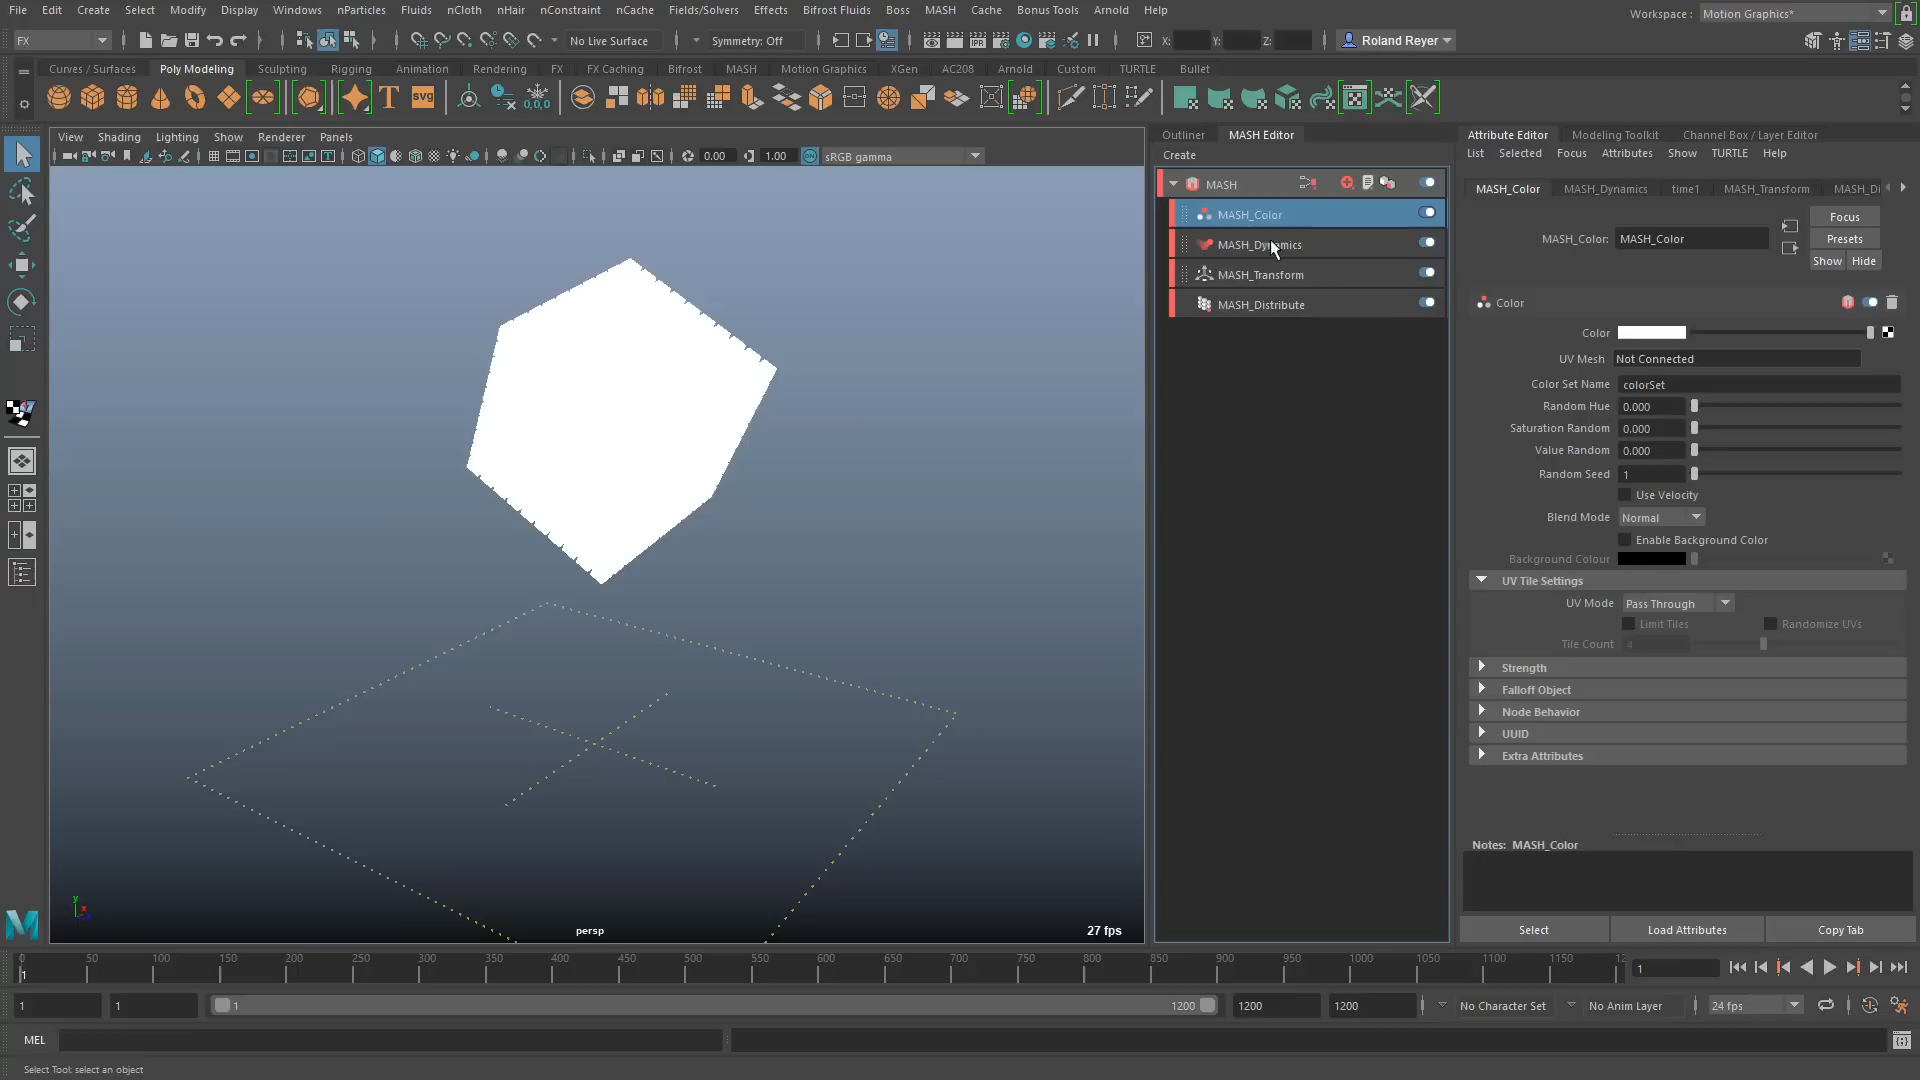 File Edit Create Select Modify Display Windows nParticles Fluids nCloth nHair nConstraint nCache Fields/Solvers Effects Bifrost Fluids Boss MASH Cache Bonus Tools Arnold Help
Workspace : Motion Graphics*
FX No Live Surface Symmetry: Off X: Y: Z: Roland Reyer
Curves / Surfaces Poly Modeling Sculpting Rigging Animation Rendering FX FX Caching Bifrost MASH Motion Graphics XGen AC208 Arnold Custom TURTLE Bullet
T SVG 0,0,0
View Shading Lighting Show Renderer Panels
0.00 1.00 ON sRGB gamma
persp
27 fps
Outliner MASH Editor
Create
MASH
MASH_Color
MASH_Dynamics
MASH_Transform
MASH_Distribute
Attribute Editor Modeling Toolkit Channel Box / Layer Editor
List Selected Focus Attributes Show TURTLE Help
MASH_Color MASH_Dynamics time1 MASH_Transform MASH_Di
Focus
MASH_Color: MASH_Color Presets
Show Hide
Color
Color
UV Mesh Not Connected
Color Set Name colorSet
Random Hue 0.000
Saturation Random 0.000
Value Random 0.000
Random Seed 1
Use Velocity
Blend Mode Normal
Enable Background Color
Background Colour
UV Tile Settings
UV Mode Pass Through
Limit Tiles Randomize UVs
Tile Count 4
Strength
Falloff Object
Node Behavior
UUID
Extra Attributes
Notes: MASH_Color
Select Load Attributes Copy Tab
0 50 100 150 200 250 300 350 400 450 500 550 600 650 700 750 800 850 900 950 1000 1050 1100 1150 12
1 1
1 1 1 1200 1200 1200 No Character Set No Anim Layer 24 fps
MEL
Select Tool: select an object